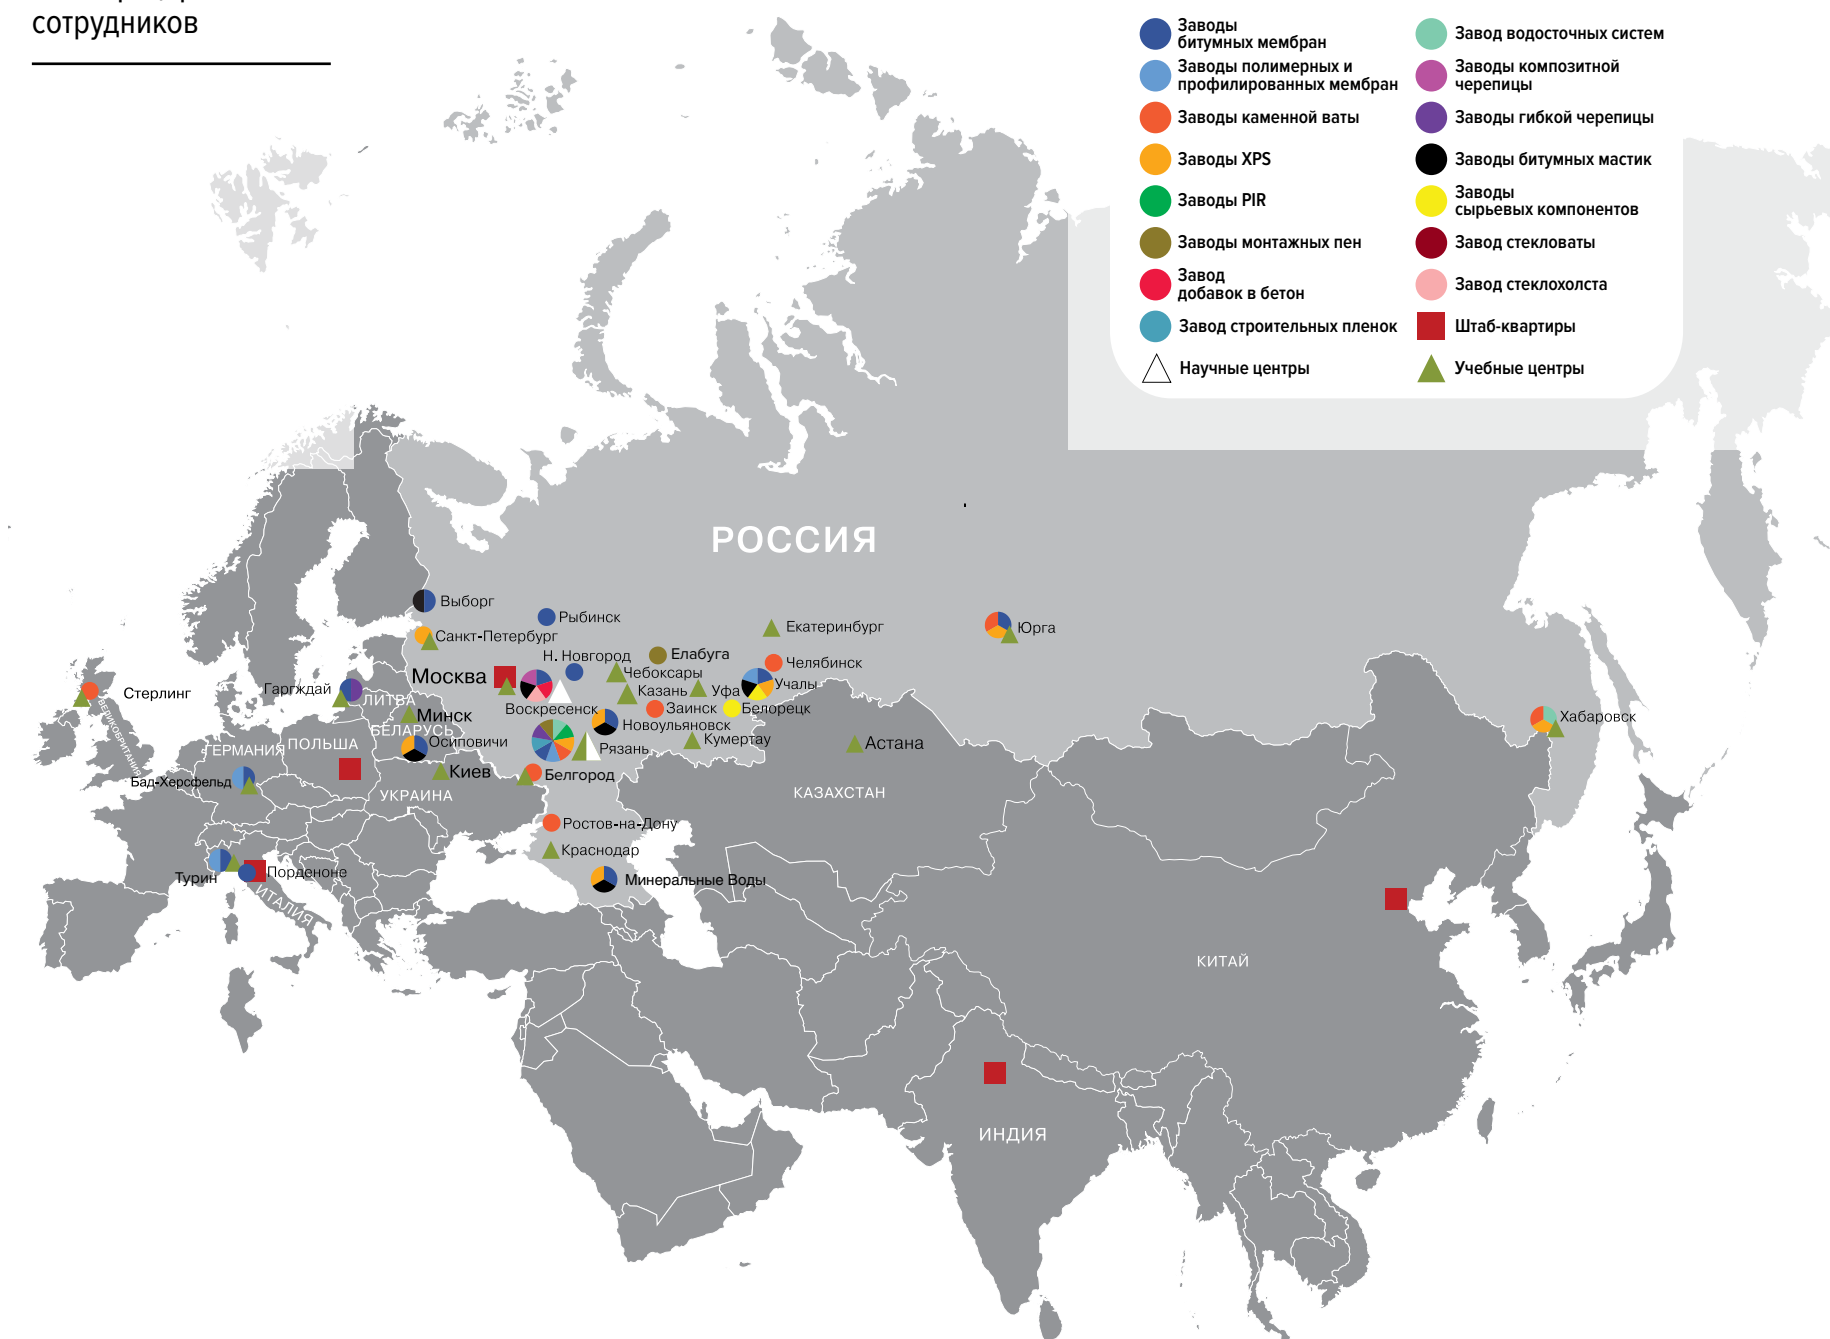 сотрудников
Заводы
битумных мембран
Заводы полимерных и
профилированных мембран
Заводы каменной ваты
Заводы XPS
Заводы PIR
Заводы монтажных пен
Завод
добавок в бетон
Завод строительных пленок
Научные центры
Завод водосточных систем
Заводы композитной
черепицы
Заводы гибкой черепицы
Заводы битумных мастик
Заводы
сырьевых компонентов
Завод стекловаты
Завод стеклохолста
Штаб-квартиры
Учебные центры
РОССИЯ
Выборг
Рыбинск
Санкт-Петербург
Екатеринбург
Юрга
Н. Новгород
Елабуга
Челябинск
Москва
Чебоксары
Учалы
Стерлинг
Гаргждай
Казань
Уфа
ЛИТВА
Воскресенск
Заинск
Белорецк
ВЕЛИКОБРИТАНИЯ
Минск
Новоульяновск
Хабаровск
БЕЛАРУСЬ
Осиповичи
Кумертау
Астана
ГЕРМАНИЯ
ПОЛЬША
Рязань
Киев
Белгород
Бад-Херсфельд
УКРАИНА
КАЗАХСТАН
Ростов-на-Дону
Краснодар
Турин
Порденоне
Минеральные Воды
ИТАЛИЯ
КИТАЙ
ИНДИЯ